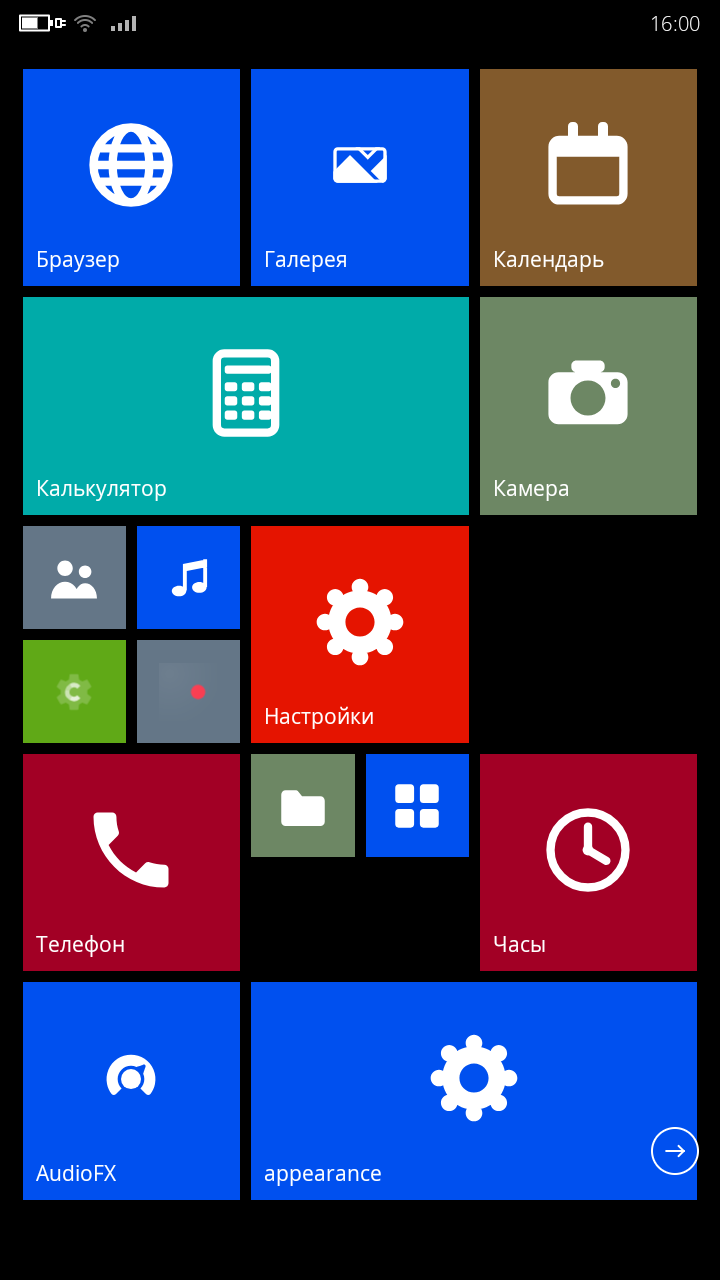 16:00
Браузер
Галерея
Календарь
Калькулятор
Камера
Настройки
Телефон
Часы
AudioFX
appearance